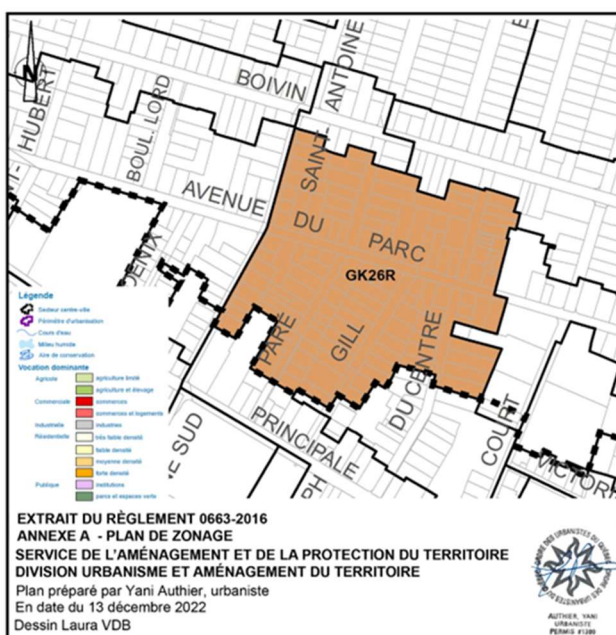 N
BOIVIN
SAINT-ANTOINE
HUBERT
BOUL. LORD
AVENUE
DU
PARC
GK26R
DENIX
PARÉ
GILL
DU CENTRE
PRINCIPALE
COURT
SUD
Légende
Secteur centre-ville
Périmètre d'urbanisation
Cours d'eau
Milieu humide
Aire de conservation
Vocation dominante
Agricole
agriculture limité
agriculture et élevage
Commerciale
commerces
commerces et logements
Industrielle
industries
Résidentielle
très faible densité
faible densité
moyenne densité
forte densité
Publique
institutions
parcs et espaces verts
EXTRAIT DU RÈGLEMENT 0663-2016
ANNEXE A - PLAN DE ZONAGE
SERVICE DE L'AMÉNAGEMENT ET DE LA PROTECTION DU TERRITOIRE
DIVISION URBANISME ET AMÉNAGEMENT DU TERRITOIRE
Plan préparé par Yani Authier, urbaniste
En date du 13 décembre 2022
Dessin Laura VDB
AUTHIER, YANI
URBANISTE